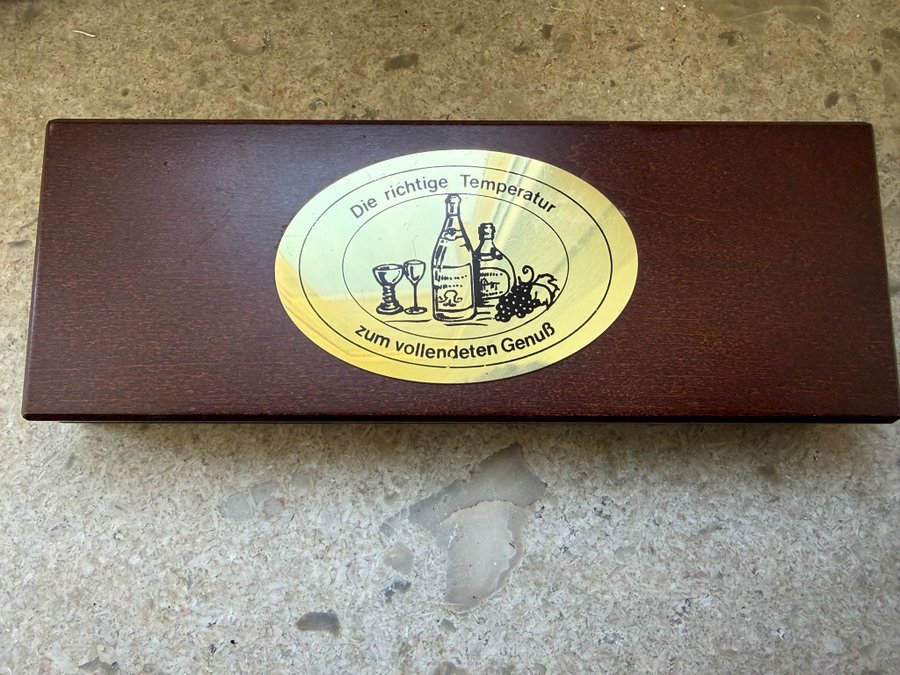 Die richtige Temperatur
zum vollendeten Genuß